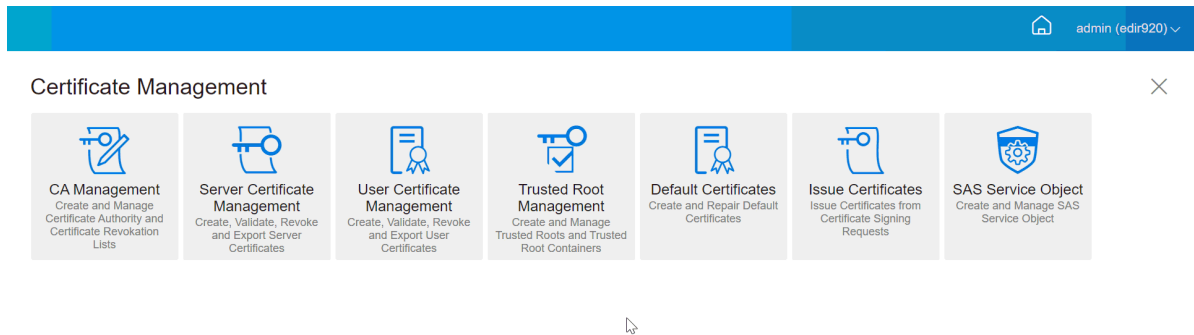 admin (edir920)
Certificate Management
CA Management
Create and Manage
Certificate Authority and
Certificate Revokation
Lists
Server Certificate
Management
Create, Validate, Revoke
and Export Server
Certificates
User Certificate
Management
Create, Validate, Revoke
and Export User
Certificates
Trusted Root
Management
Create and Manage
Trusted Roots and Trusted
Root Containers
Default Certificates
Create and Repair Default
Certificates
Issue Certificates
Issue Certificates from
Certificate Signing
Requests
SAS Service Object
Create and Manage SAS
Service Object